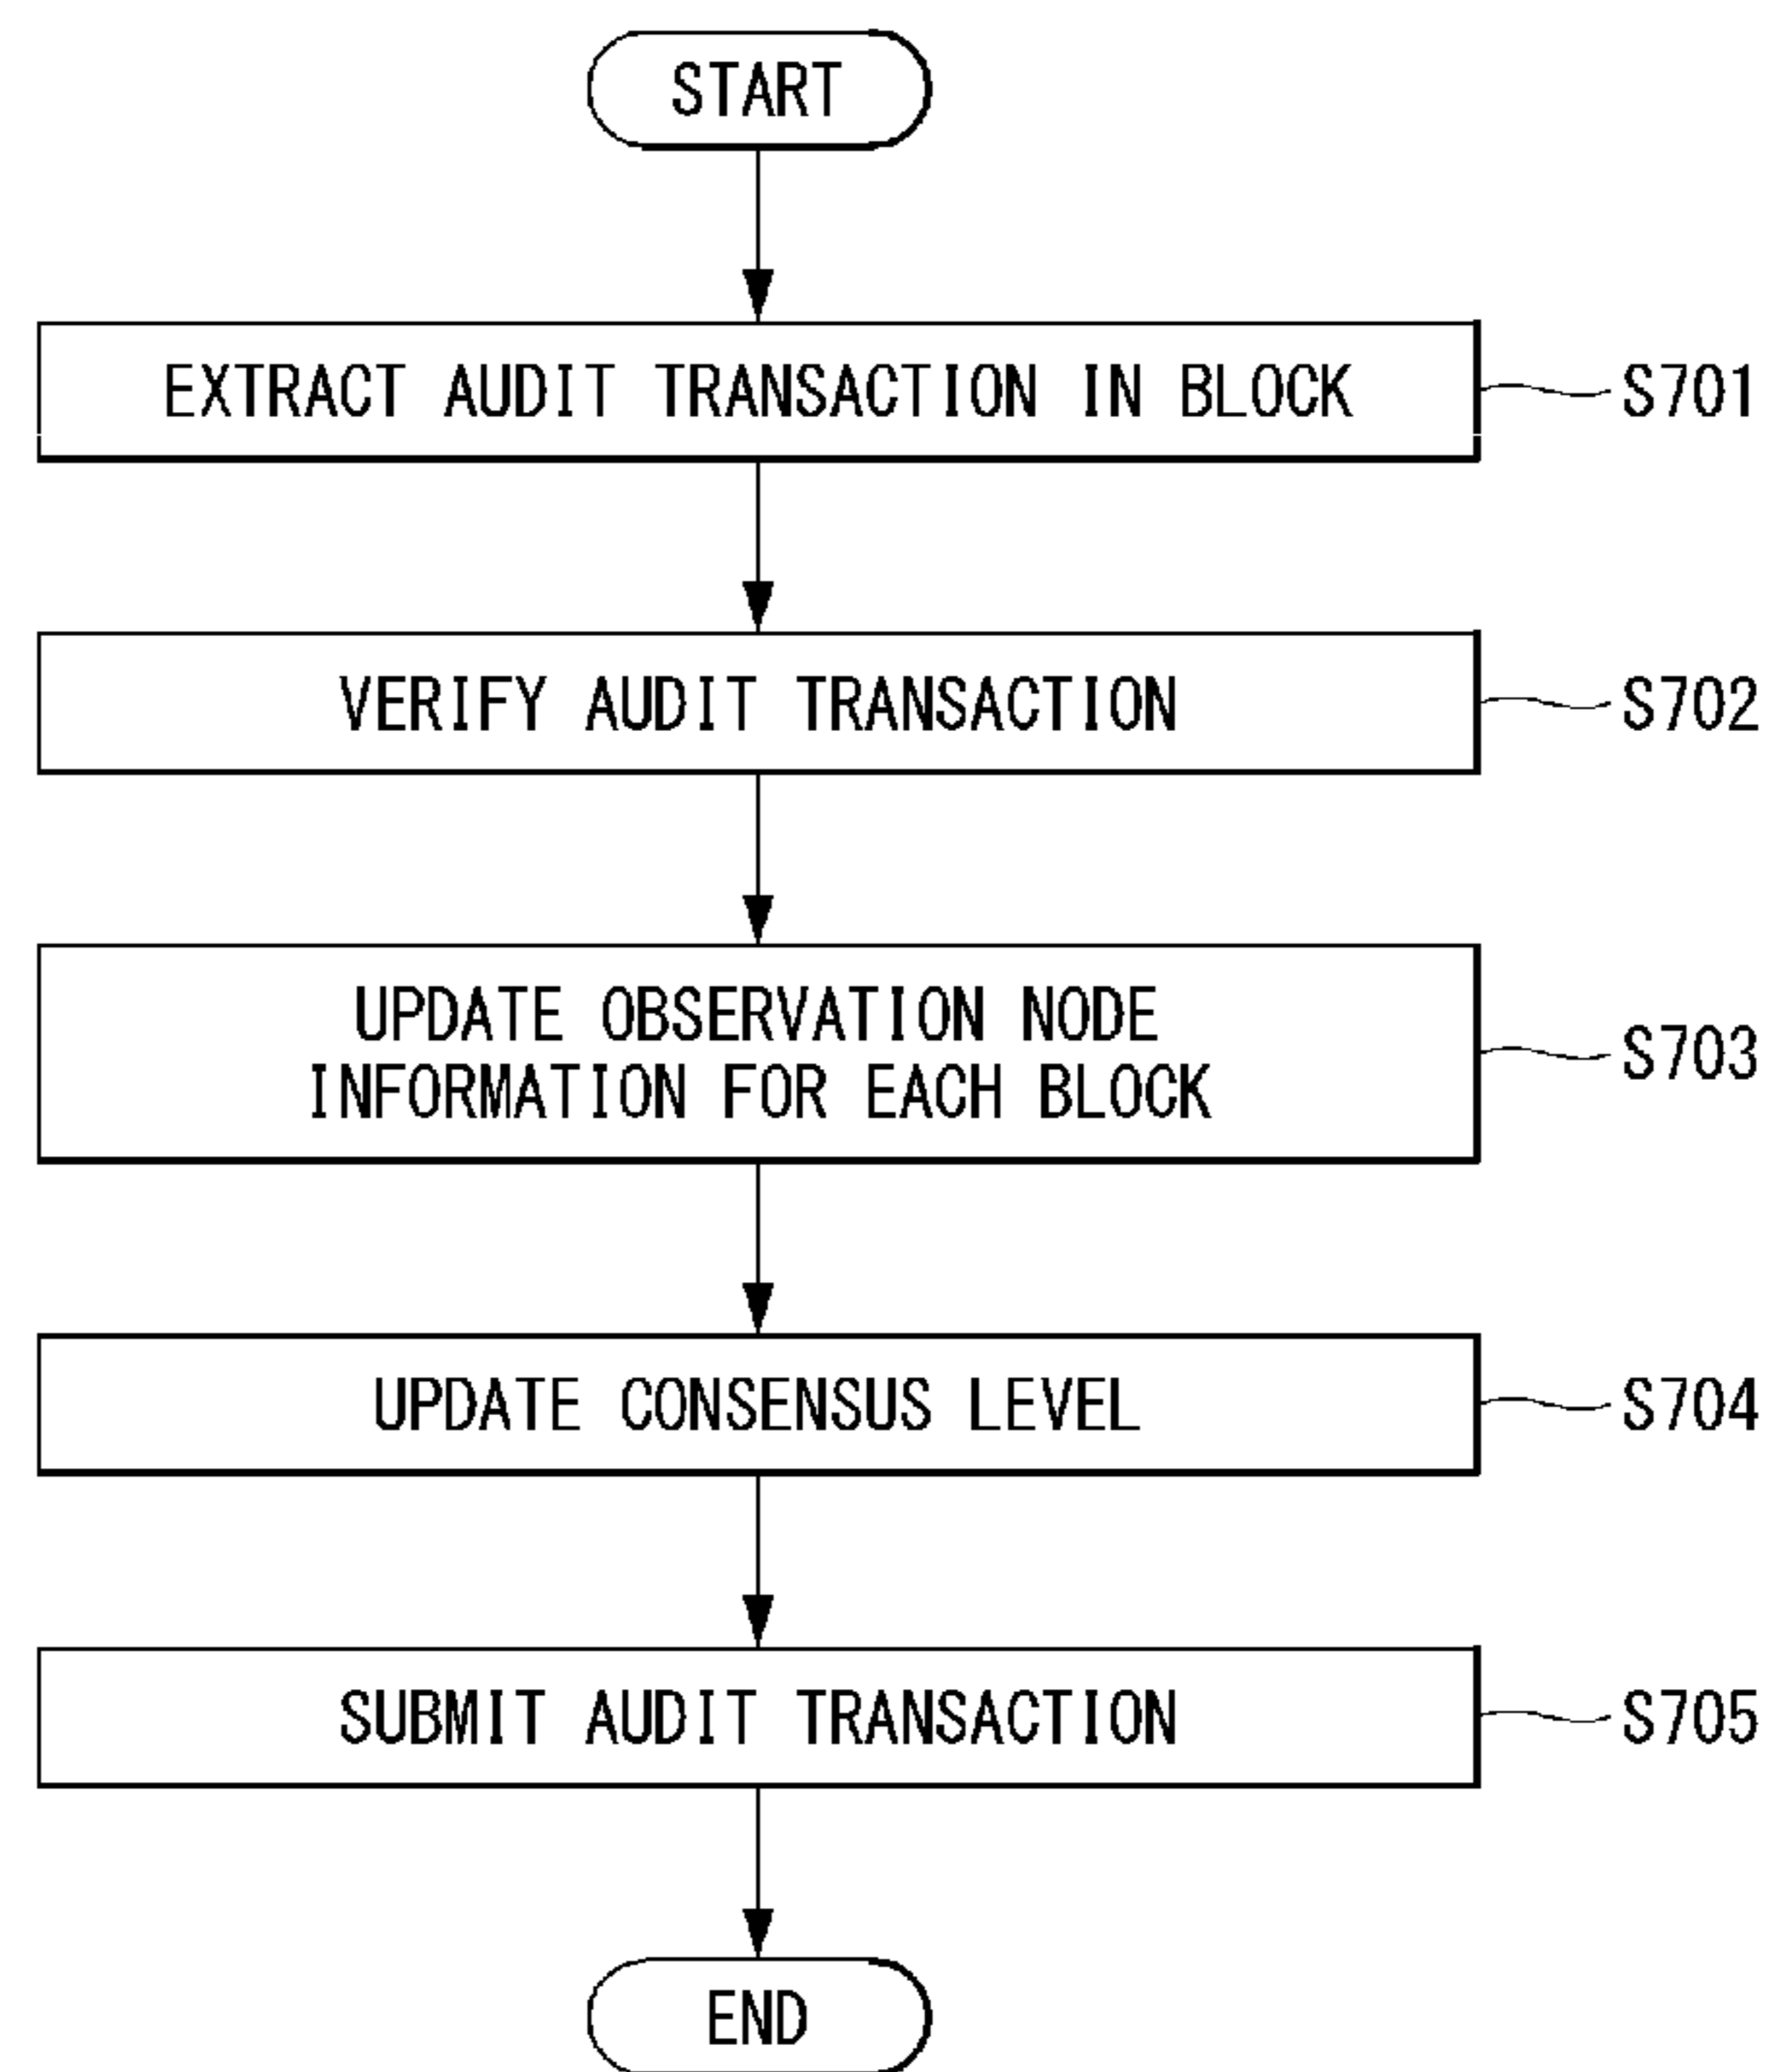 START
EXTRACT AUDIT TRANSACTION IN BLOCK
S701
VERIFY AUDIT TRANSACTION
S702
UPDATE OBSERVATION NODE
INFORMATION FOR EACH BLOCK
S703
UPDATE CONSENSUS LEVEL
S704
SUBMIT AUDIT TRANSACTION
S705
END